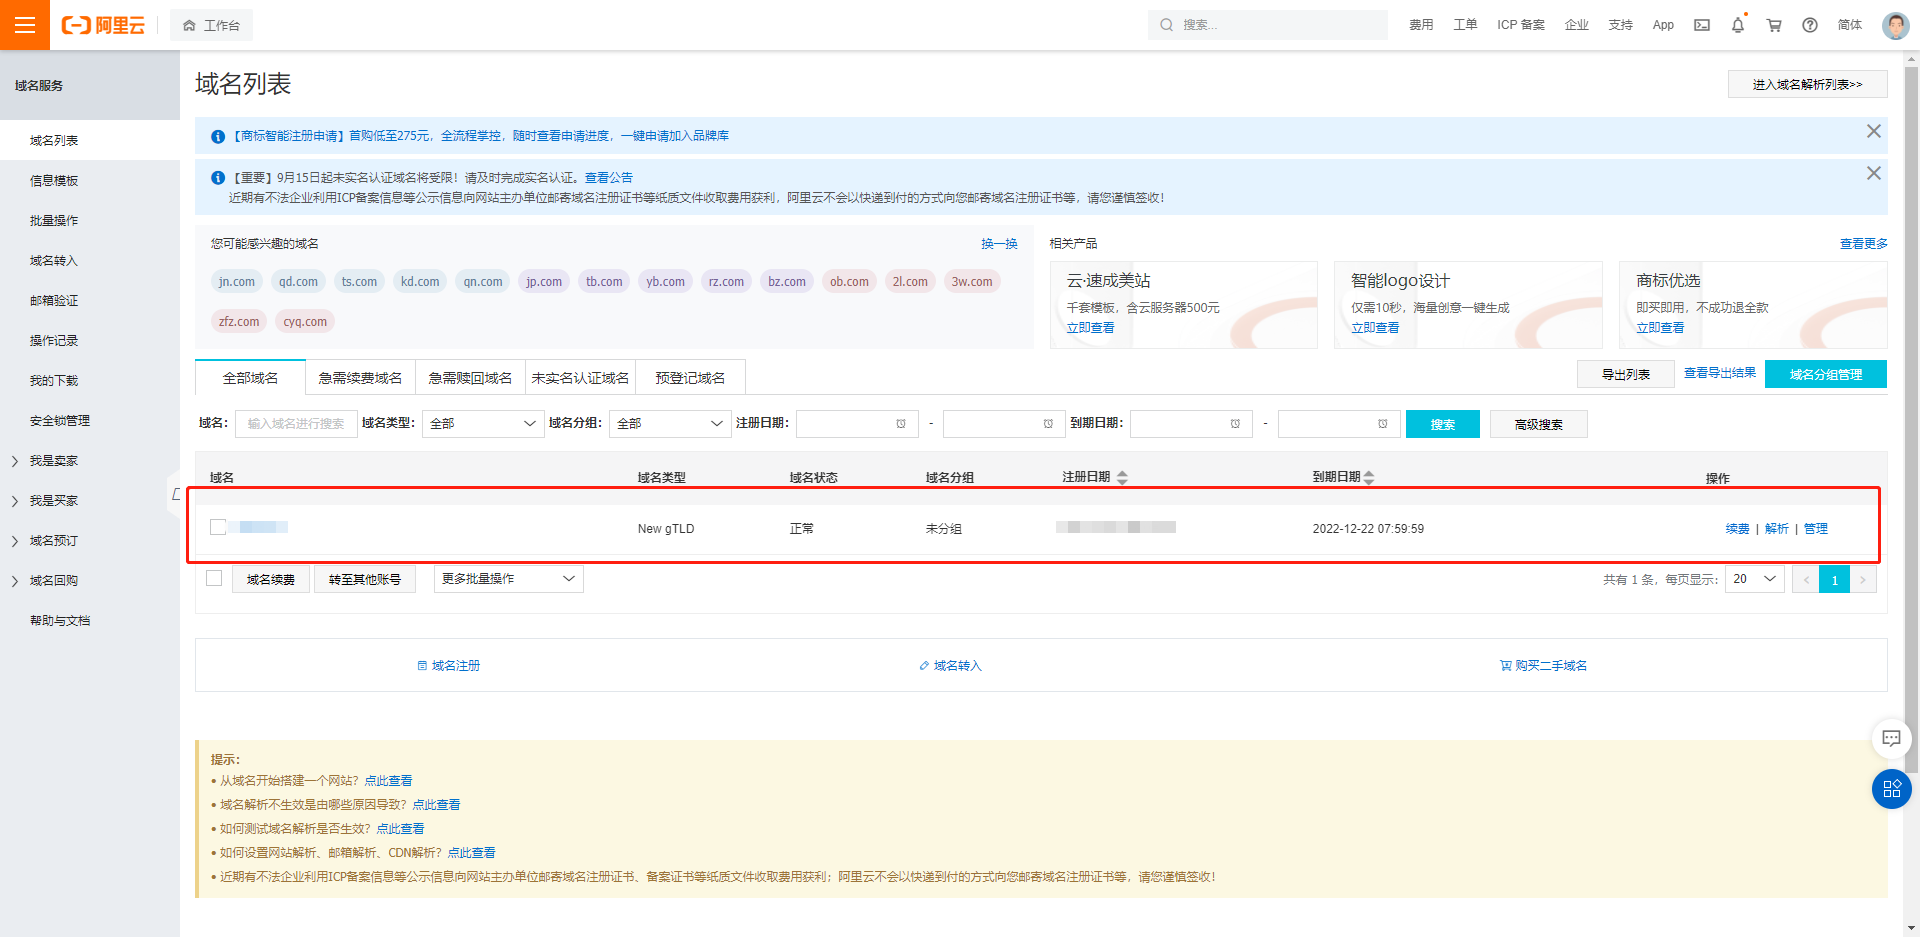 阿里云
工作台
搜索...
费用 工单 ICP 备案 企业 支持 App 简体
域名服务
域名列表
信息模板
批量操作
域名转入
邮箱验证
操作记录
我的下载
安全锁管理
我是卖家
我是买家
域名预订
域名回购
帮助与文档
域名列表
进入域名解析列表>>
【商标智能注册申请】首购低至275元，全流程掌控，随时查看申请进度，一键申请加入品牌库
【重要】9月15日起未实名认证域名将受限！请及时完成实名认证。查看公告
近期有不法企业利用ICP备案信息等公示信息向网站主办单位邮寄域名注册证书等纸质文件收取费用获利，阿里云不会以快递到付的方式向您邮寄域名注册证书等，请您谨慎签收！
您可能感兴趣的域名 换一换
jn.com qd.com ts.com kd.com qn.com jp.com tb.com yb.com rz.com bz.com ob.com 2l.com 3w.com
zfz.com cyq.com
相关产品 查看更多
云·速成美站
千套模板，含云服务器500元
立即查看
智能logo设计
仅需10秒，海量创意一键生成
立即查看
商标优选
即买即用，不成功退全款
立即查看
全部域名 急需续费域名 急需赎回域名 未实名认证域名 预登记域名
导出列表 查看导出结果 域名分组管理
域名： 输入域名进行搜索 域名类型： 全部 域名分组： 全部 注册日期： - 到期日期： - 搜索 高级搜索
域名 域名类型 域名状态 域名分组 注册日期 到期日期 操作
New gTLD 正常 未分组 2022-12-22 07:59:59 续费 | 解析 | 管理
域名续费 转至其他账号 更多批量操作
共有 1 条，每页显示： 20 < 1 >
域名注册 域名转入 购买二手域名
提示：
• 从域名开始搭建一个网站？点此查看
• 域名解析不生效是由哪些原因导致？点此查看
• 如何测试域名解析是否生效？点此查看
• 如何设置网站解析、邮箱解析、CDN解析？点此查看
• 近期有不法企业利用ICP备案信息等公示信息向网站主办单位邮寄域名注册证书、备案证书等纸质文件收取费用获利；阿里云不会以快递到付的方式向您邮寄域名注册证书等，请您谨慎签收！